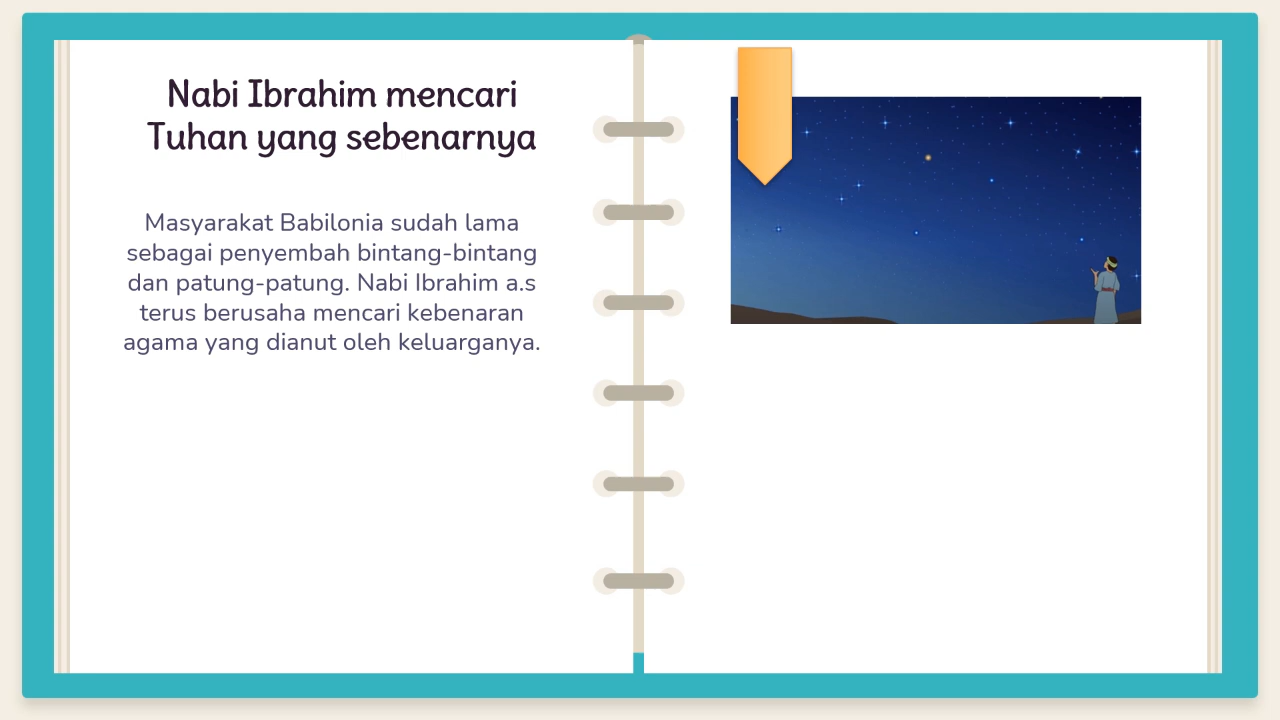 Nabi Ibrahim mencari
Tuhan yang sebenarnya
Masyarakat Babilonia sudah lama
sebagai penyembah bintang-bintang
dan patung-patung. Nabi Ibrahim a.s
terus berusaha mencari kebenaran
agama yang dianut oleh keluarganya.